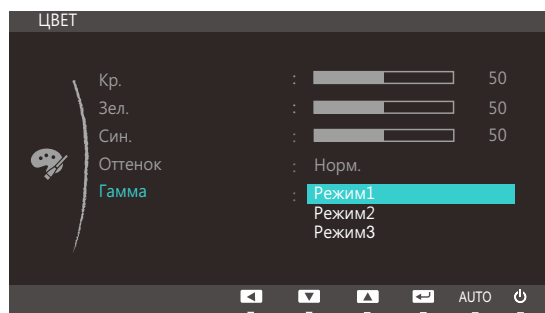 ЦВЕТ
Кр. : 50
Зел. : 50
Син. : 50
Оттенок : Норм.
Гамма : Режим1
Режим2
Режим3
AUTO